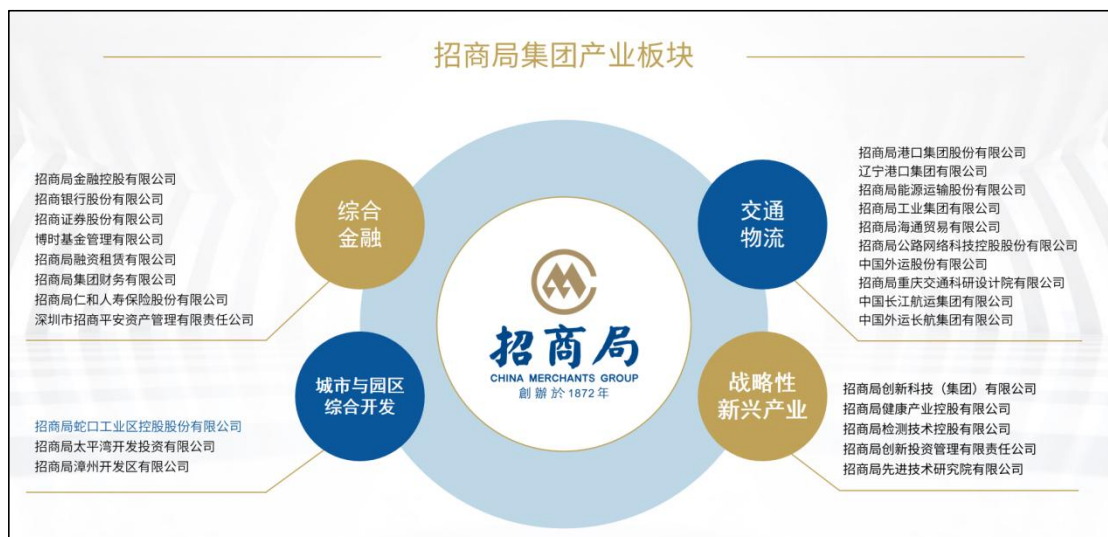 招商局集团产业板块
招商局金融控股有限公司
招商银行股份有限公司
招商证券股份有限公司
博时基金管理有限公司
招商局融资租赁有限公司
招商局集团财务有限公司
招商局仁和人寿保险股份有限公司
深圳市招商平安资产管理有限责任公司
综合
金融
交通
物流
招商局港口集团股份有限公司
辽宁港口集团有限公司
招商局能源运输股份有限公司
招商局工业集团有限公司
招商局海通贸易有限公司
招商局公路网络科技控股股份有限公司
中国外运股份有限公司
招商局重庆交通科研设计院有限公司
中国长江航运集团有限公司
中国外运长航集团有限公司
招商局
CHINA MERCHANTS GROUP
創辦於1872年
城市与园区
综合开发
招商局蛇口工业区控股股份有限公司
招商局太平湾开发投资有限公司
招商局漳州开发区有限公司
战略性
新兴产业
招商局创新科技（集团）有限公司
招商局健康产业控股有限公司
招商局检测技术控股有限公司
招商局创新投资管理有限责任公司
招商局先进技术研究院有限公司